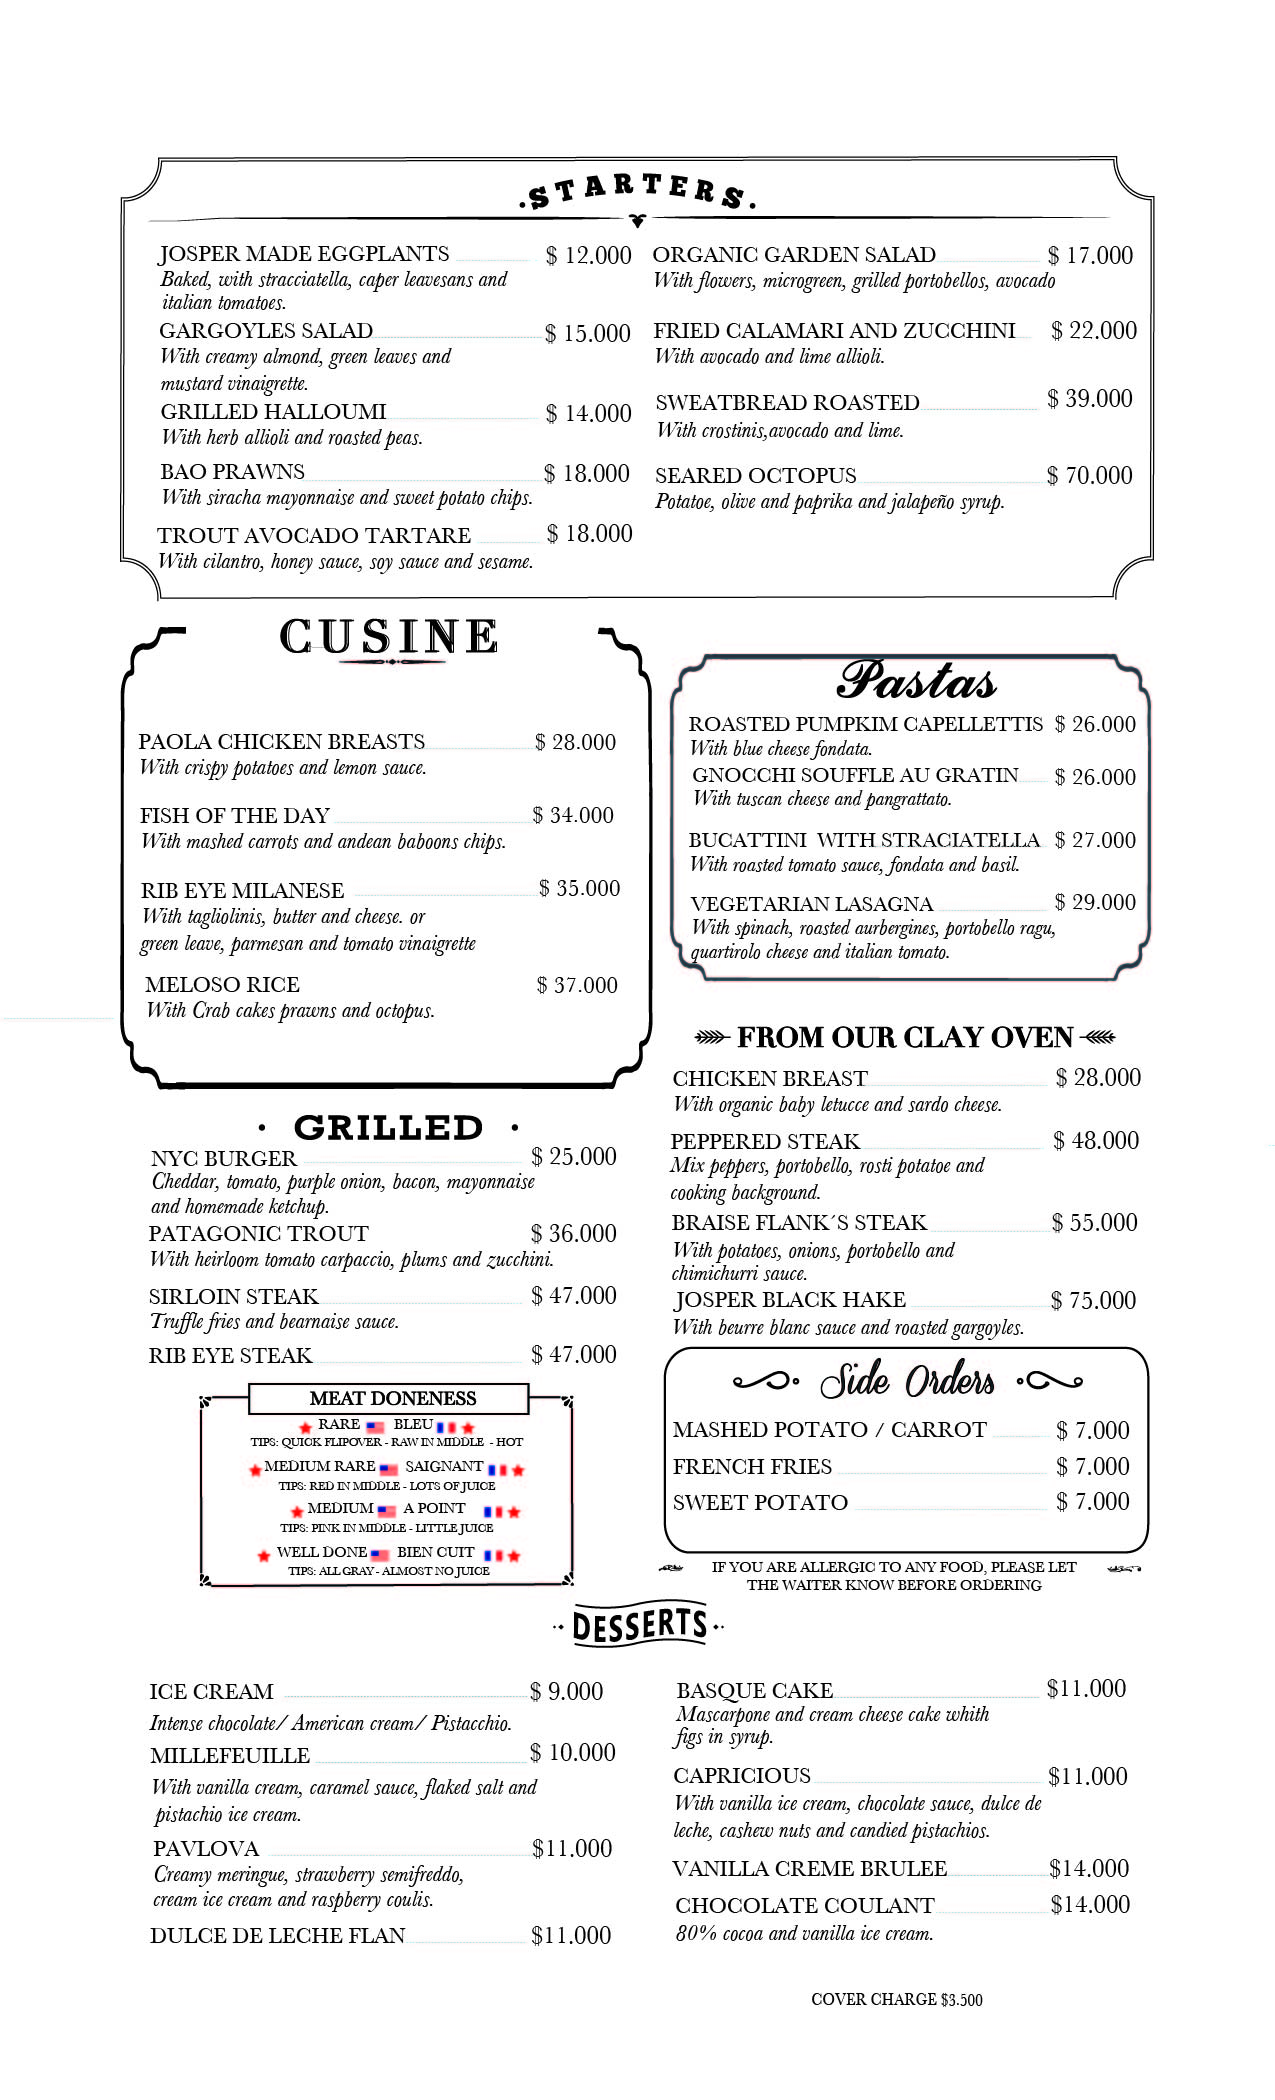 ·STARTERS·
JOSPER MADE EGGPLANTS $ 12.000
Baked, with stracciatella, caper leavesans and
italian tomatoes.
GARGOYLES SALAD $ 15.000
With creamy almond, green leaves and
mustard vinaigrette.
GRILLED HALLOUMI $ 14.000
With herb allioli and roasted peas.
BAO PRAWNS $ 18.000
With siracha mayonnaise and sweet potato chips.
TROUT AVOCADO TARTARE $ 18.000
With cilantro, honey sauce, soy sauce and sesame.
ORGANIC GARDEN SALAD $ 17.000
With flowers, microgreen, grilled portobellos, avocado
FRIED CALAMARI AND ZUCCHINI $ 22.000
With avocado and lime allioli.
SWEATBREAD ROASTED $ 39.000
With crostinis,avocado and lime.
SEARED OCTOPUS $ 70.000
Potatoe, olive and paprika and jalapeño syrup.
CUSINE
PAOLA CHICKEN BREASTS $ 28.000
With crispy potatoes and lemon sauce.
FISH OF THE DAY $ 34.000
With mashed carrots and andean baboons chips.
RIB EYE MILANESE $ 35.000
With tagliolinis, butter and cheese. or
green leave, parmesan and tomato vinaigrette
MELOSO RICE $ 37.000
With Crab cakes prawns and octopus.
Pastas
ROASTED PUMPKIM CAPELLETTIS $ 26.000
With blue cheese fondata.
GNOCCHI SOUFFLE AU GRATIN $ 26.000
With tuscan cheese and pangrattato.
BUCATTINI WITH STRACIATELLA $ 27.000
With roasted tomato sauce, fondata and basil.
VEGETARIAN LASAGNA $ 29.000
With spinach, roasted aurbergines, portobello ragu,
quartirolo cheese and italian tomato.
· GRILLED ·
NYC BURGER $ 25.000
Cheddar, tomato, purple onion, bacon, mayonnaise
and homemade ketchup.
PATAGONIC TROUT $ 36.000
With heirloom tomato carpaccio, plums and zucchini.
SIRLOIN STEAK $ 47.000
Truffle fries and bearnaise sauce.
RIB EYE STEAK $ 47.000
MEAT DONENESS
RARE BLEU
TIPS: QUICK FLIPOVER - RAW IN MIDDLE - HOT
MEDIUM RARE SAIGNANT
TIPS: RED IN MIDDLE - LOTS OF JUICE
MEDIUM A POINT
TIPS: PINK IN MIDDLE - LITTLE JUICE
WELL DONE BIEN CUIT
TIPS: ALL GRAY - ALMOST NO JUICE
FROM OUR CLAY OVEN
CHICKEN BREAST $ 28.000
With organic baby letucce and sardo cheese.
PEPPERED STEAK $ 48.000
Mix peppers, portobello, rosti potatoe and
cooking background.
BRAISE FLANK´S STEAK $ 55.000
With potatoes, onions, portobello and
chimichurri sauce.
JOSPER BLACK HAKE $ 75.000
With beurre blanc sauce and roasted gargoyles.
Side Orders
MASHED POTATO / CARROT $ 7.000
FRENCH FRIES $ 7.000
SWEET POTATO $ 7.000
IF YOU ARE ALLERGIC TO ANY FOOD, PLEASE LET
THE WAITER KNOW BEFORE ORDERING
DESSERTS
ICE CREAM $ 9.000
Intense chocolate/ American cream/ Pistacchio.
MILLEFEUILLE $ 10.000
With vanilla cream, caramel sauce, flaked salt and
pistachio ice cream.
PAVLOVA $11.000
Creamy meringue, strawberry semifreddo,
cream ice cream and raspberry coulis.
DULCE DE LECHE FLAN $11.000
BASQUE CAKE $11.000
Mascarpone and cream cheese cake whith
figs in syrup.
CAPRICIOUS $11.000
With vanilla ice cream, chocolate sauce, dulce de
leche, cashew nuts and candied pistachios.
VANILLA CREME BRULEE $14.000
CHOCOLATE COULANT $14.000
80% cocoa and vanilla ice cream.
COVER CHARGE $3.500